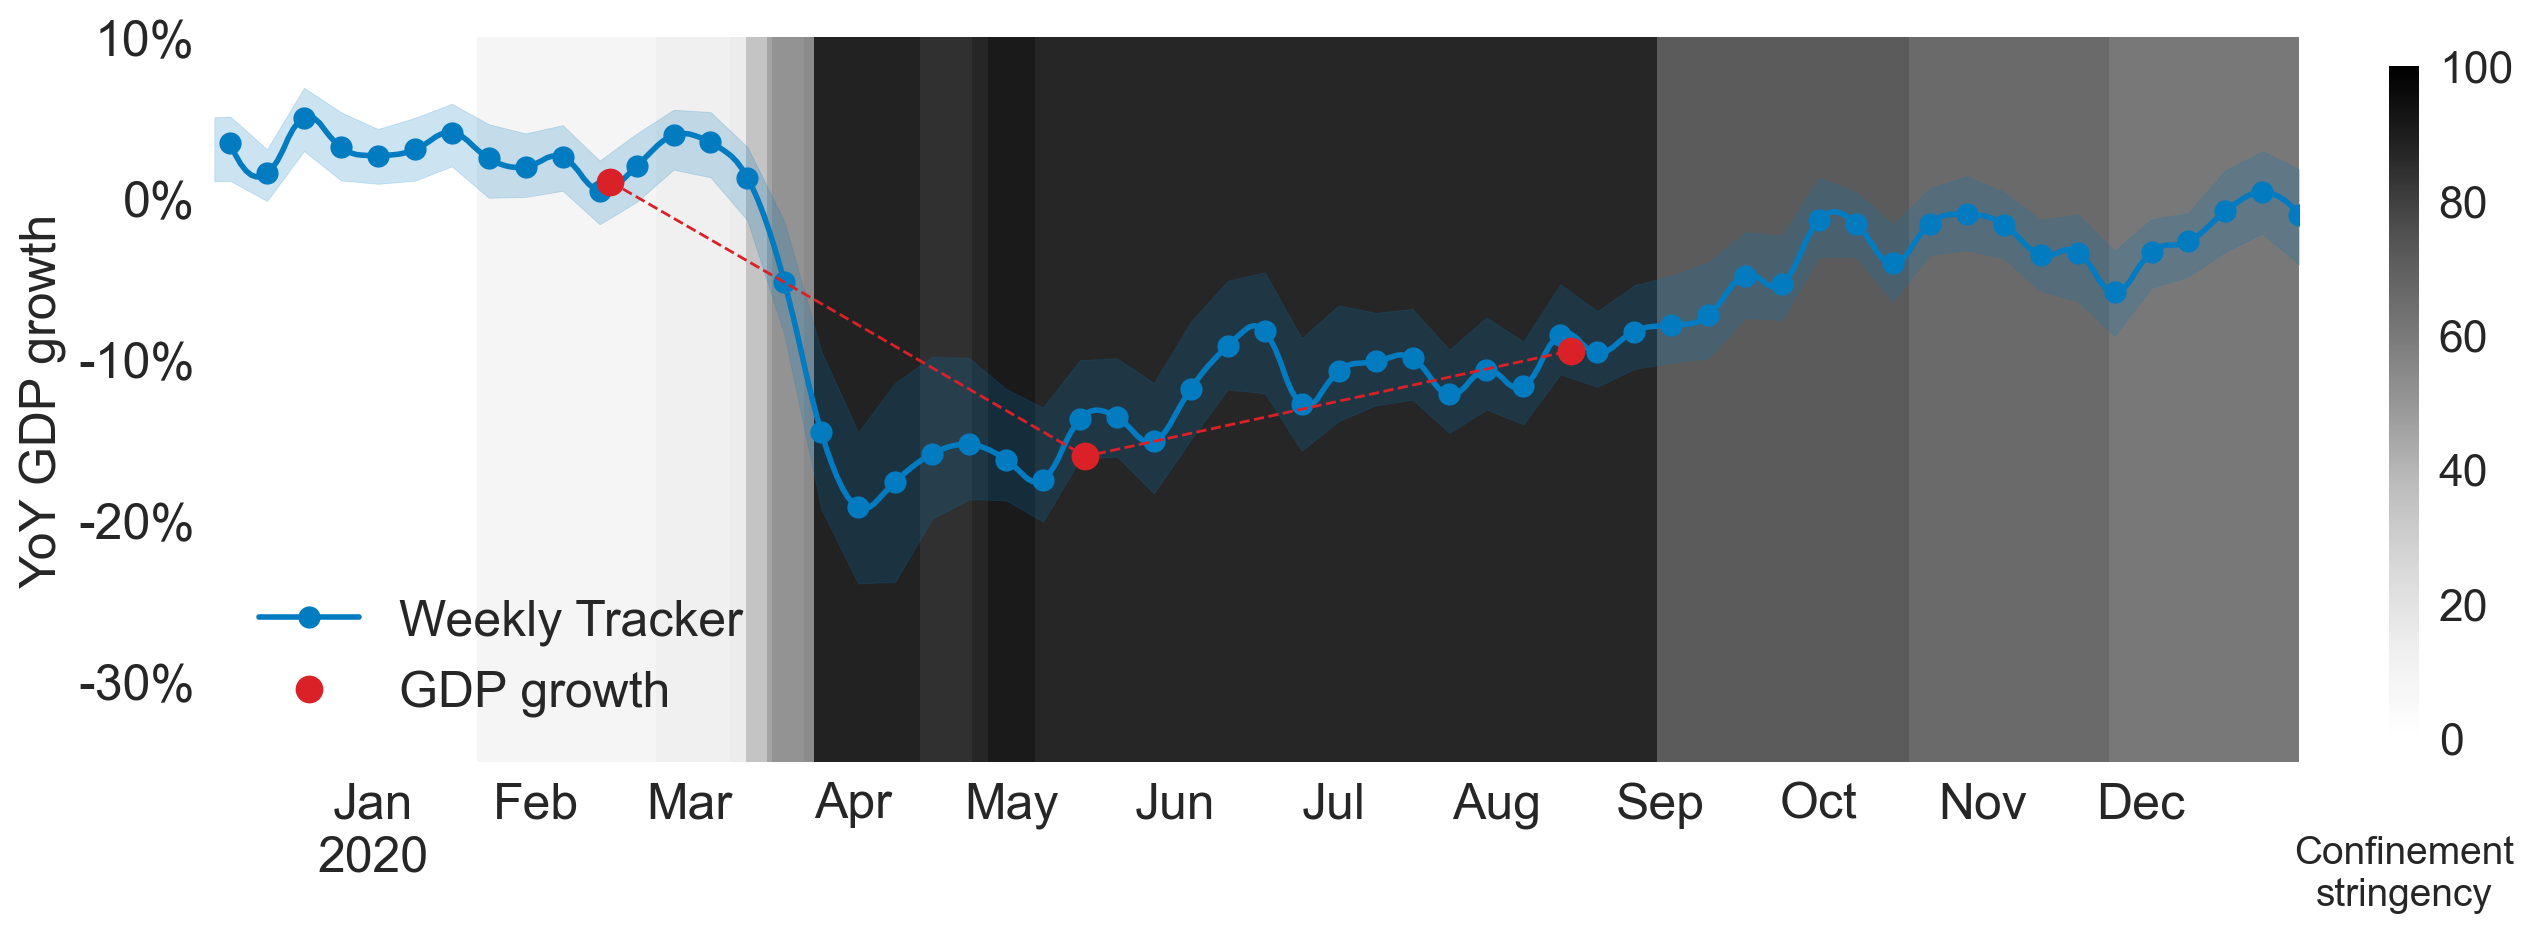 10%
0%
-10%
-20%
-30%
YoY GDP growth
Weekly Tracker
GDP growth
Jan Feb Mar Apr May Jun Jul Aug Sep Oct Nov Dec
2020
100
80
60
40
20
0
Confinement
stringency